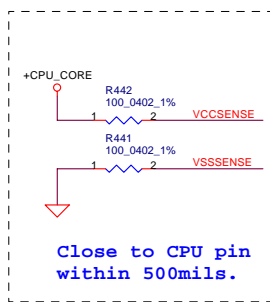 +CPU_CORE
R442
100_0402_1%
1 2 VCCSENSE
R441
100_0402_1%
1 2 VSSSENSE
Close to CPU pin
within 500mils.